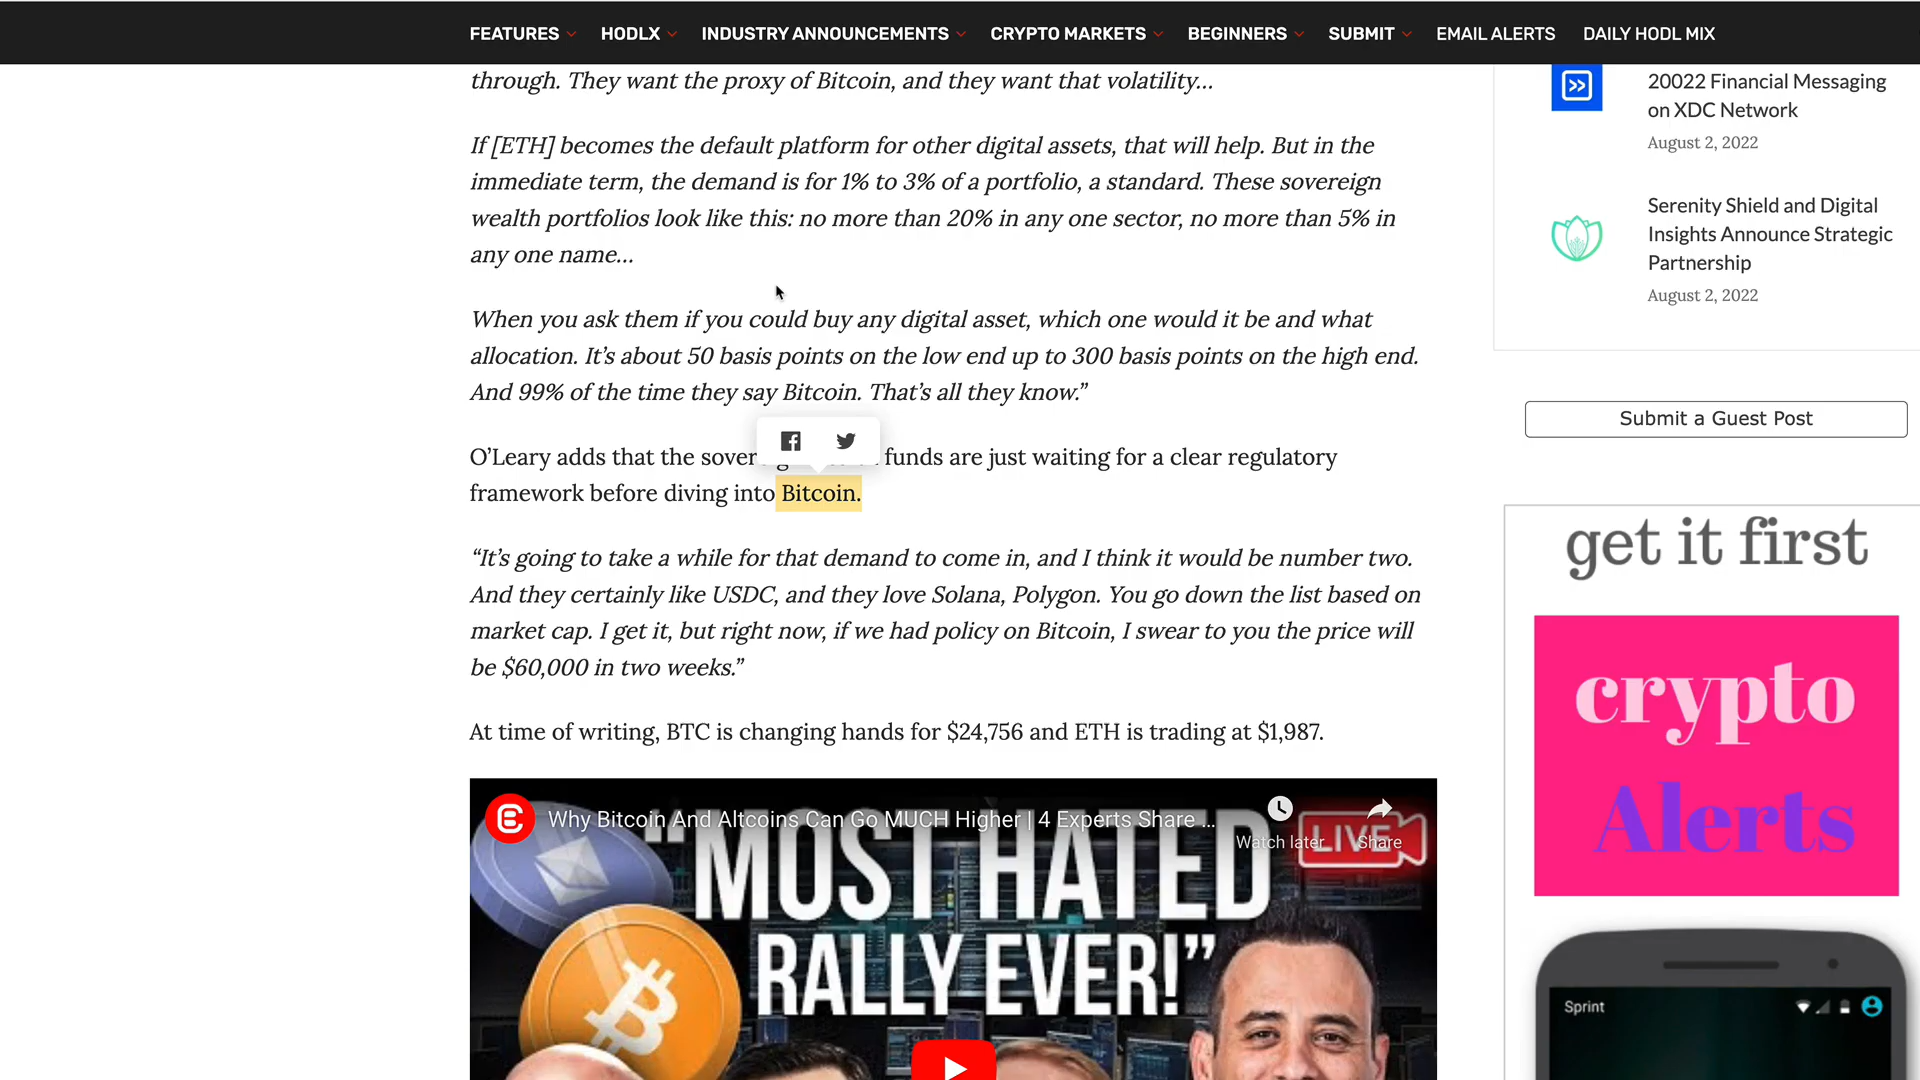 FEATURES HODLX INDUSTRY ANNOUNCEMENTS CRYPTO MARKETS BEGINNERS SUBMIT EMAIL ALERTS DAILY HODL MIX
through. They want the proxy of Bitcoin, and they want that volatility…
If [ETH] becomes the default platform for other digital assets, that will help. But in the
immediate term, the demand is for 1% to 3% of a portfolio, a standard. These sovereign
wealth portfolios look like this: no more than 20% in any one sector, no more than 5% in
any one name…
When you ask them if you could buy any digital asset, which one would it be and what
allocation. It’s about 50 basis points on the low end up to 300 basis points on the high end.
And 99% of the time they say Bitcoin. That’s all they know.”
O’Leary adds that the funds are just waiting for a clear regulatory
framework before diving into Bitcoin.
“It’s going to take a while for that demand to come in, and I think it would be number two.
And they certainly like USDC, and they love Solana, Polygon. You go down the list based on
market cap. I get it, but right now, if we had policy on Bitcoin, I swear to you the price will
be $60,000 in two weeks.”
At time of writing, BTC is changing hands for $24,756 and ETH is trading at $1,987.
Why Bitcoin And Altcoins Can Go MUCH Higher | 4 Experts Share ...
Watch later
Share
LIVE
“MOST HATED
RALLY EVER!”
20022 Financial Messaging
on XDC Network
August 2, 2022
Serenity Shield and Digital
Insights Announce Strategic
Partnership
August 2, 2022
Submit a Guest Post
get it first
crypto
Alerts
Sprint